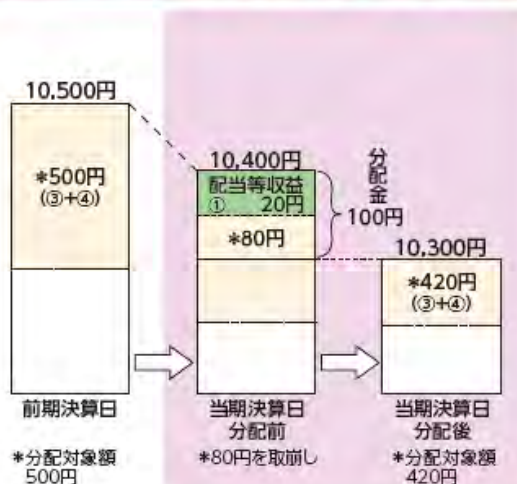 10,500円
*500円
(③+④)
10,400円
配当等収益
① 20円
*80円
分配金
100円
10,300円
*420円
(③+④)
前期決算日
当期決算日
分配前
当期決算日
分配後
*分配対象額
500円
*80円を取崩し
*分配対象額
420円